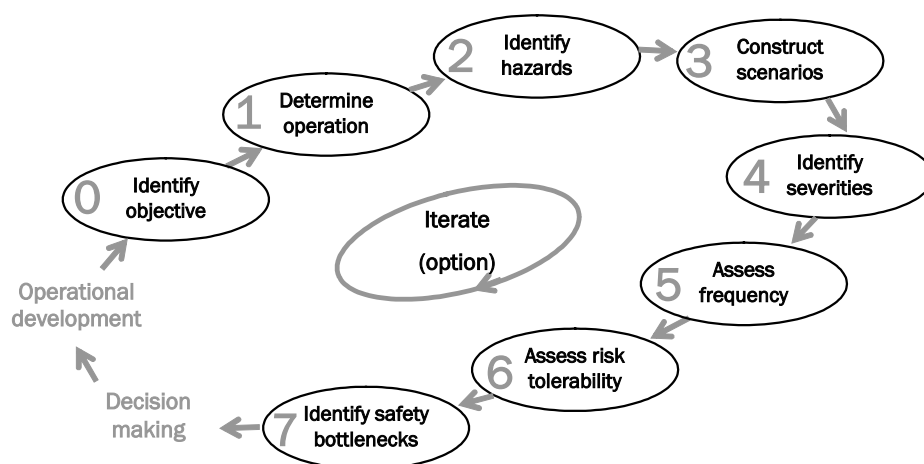 0
Identify
objective
1
Determine
operation
2
Identify
hazards
3
Construct
scenarios
4
Identify
severities
5
Assess
frequency
6
Assess risk
tolerability
7
Identify safety
bottlenecks
Decision
making
Operational
development
Iterate
(option)